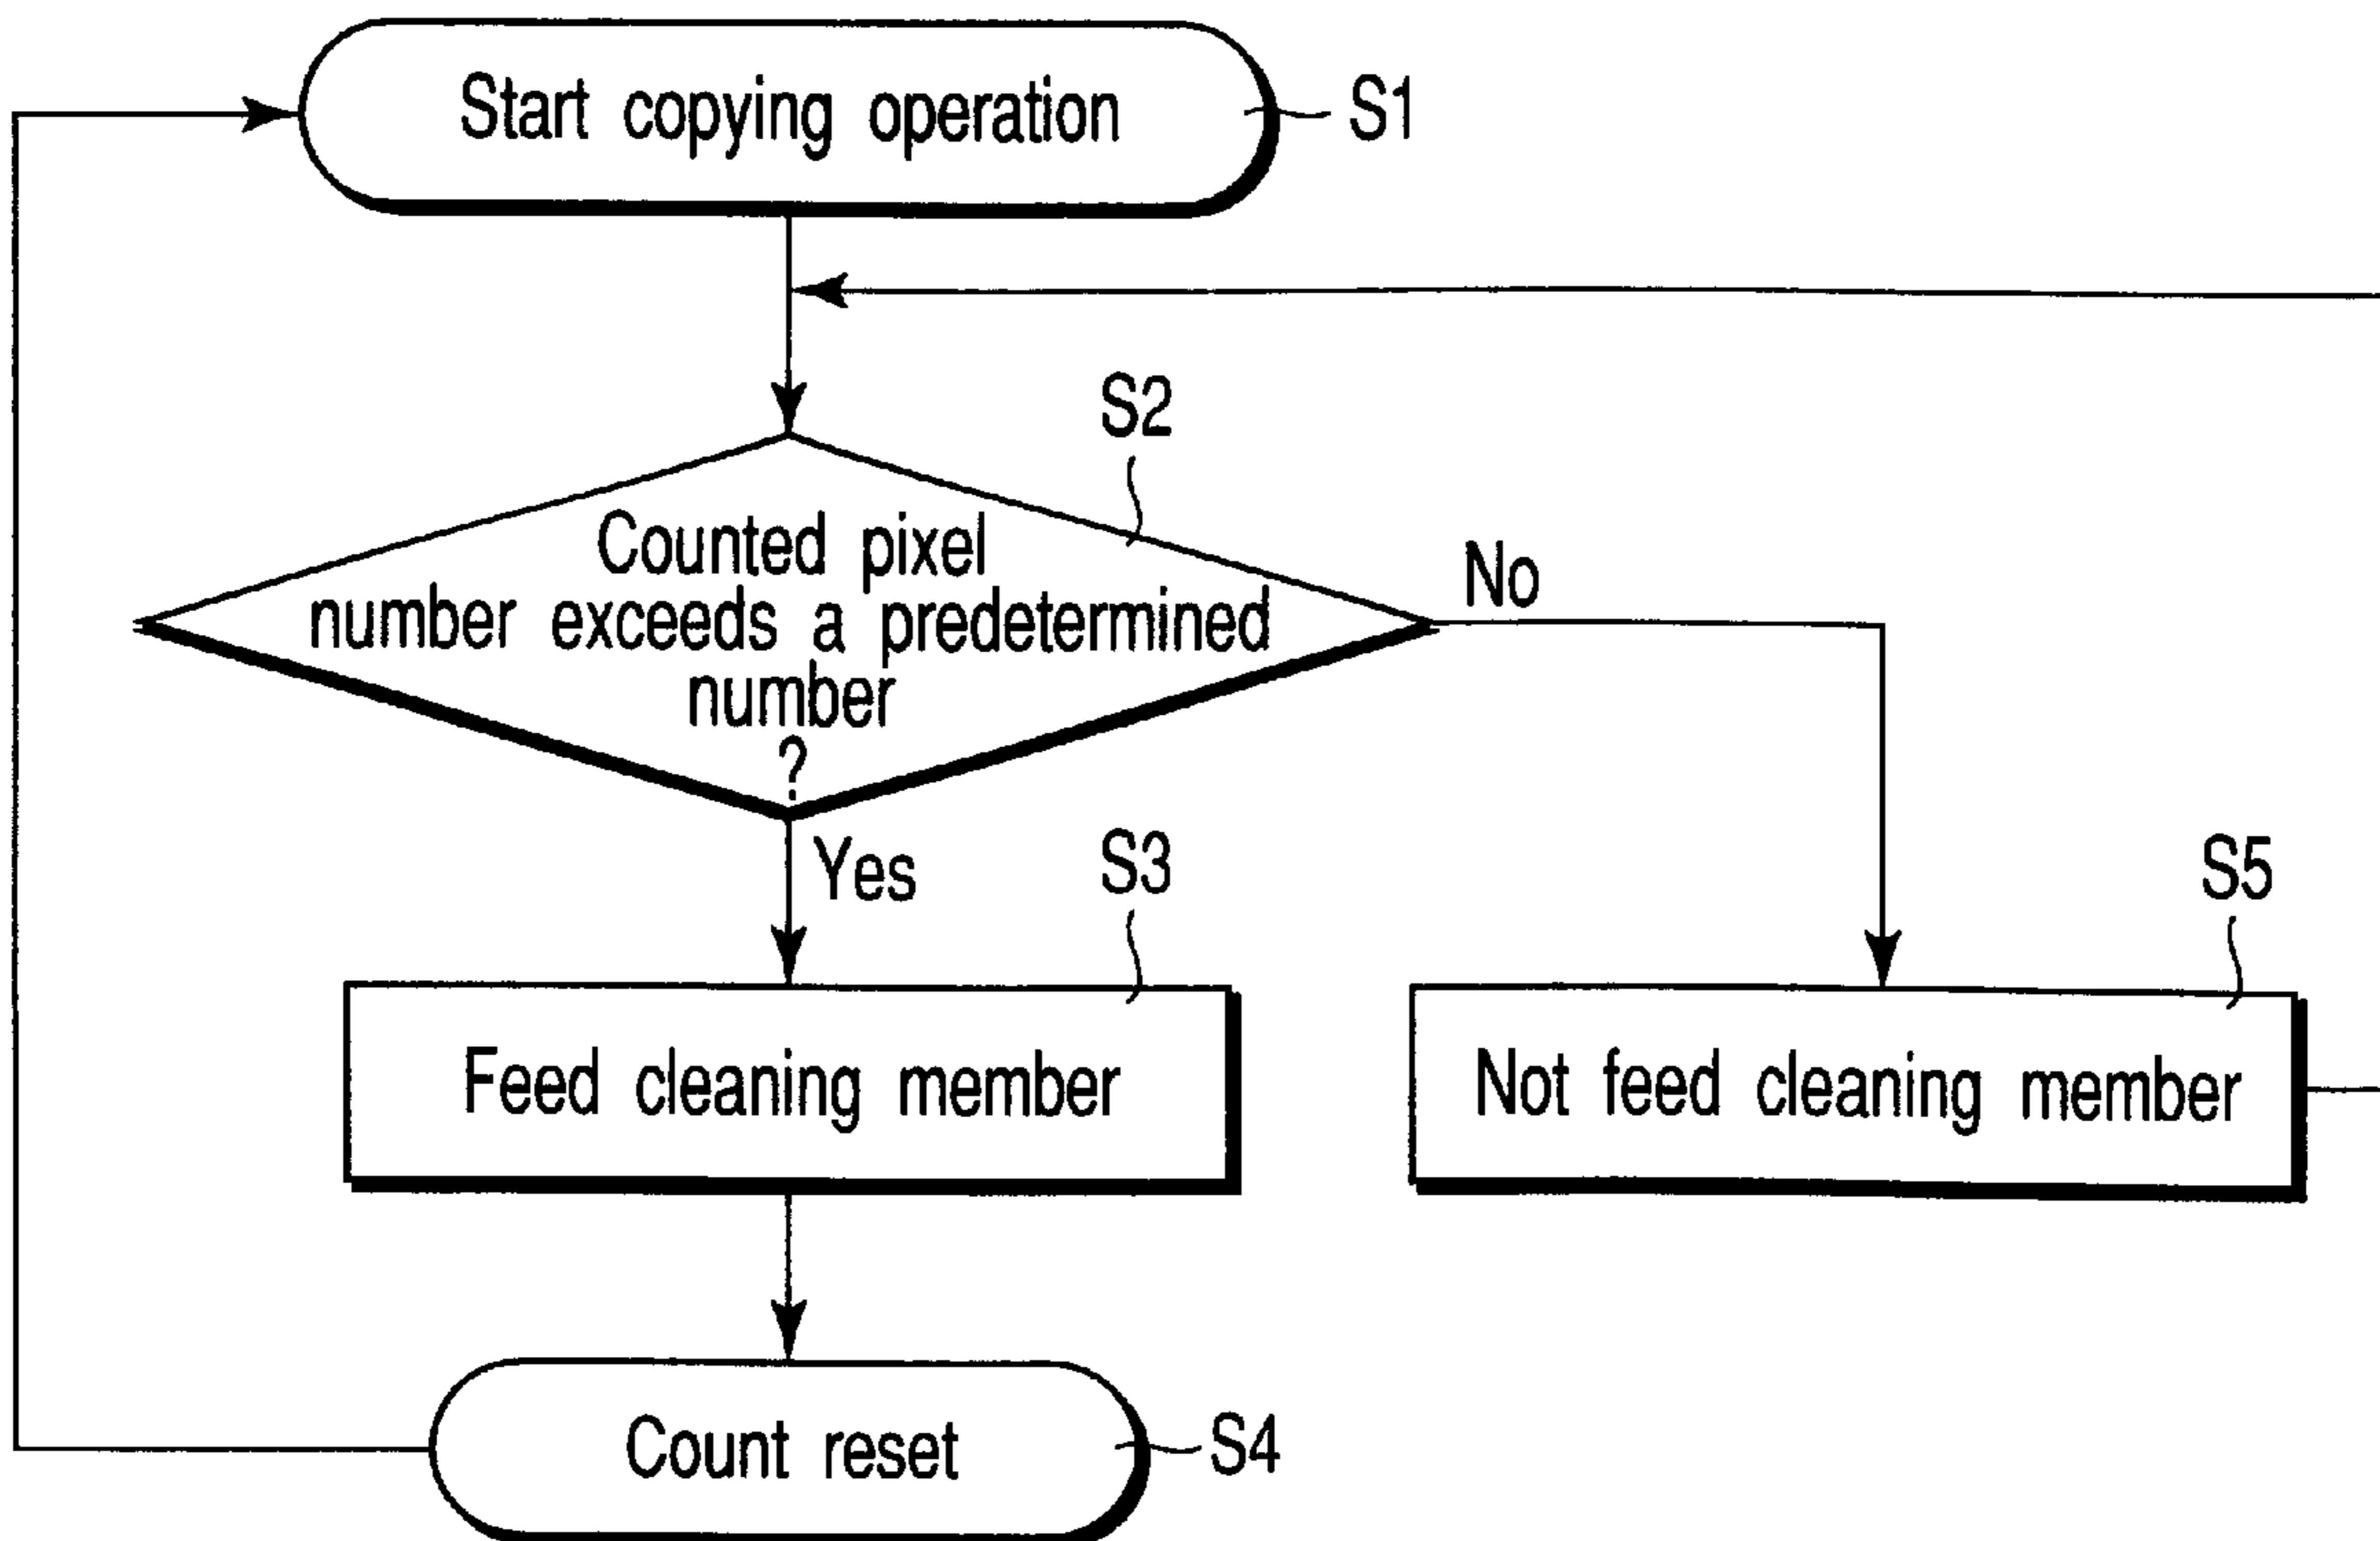 Start copying operation
S1
S2
Counted pixel
number exceeds a predetermined
number
?
No
Yes
S3
S5
Feed cleaning member
Not feed cleaning member
Count reset
S4